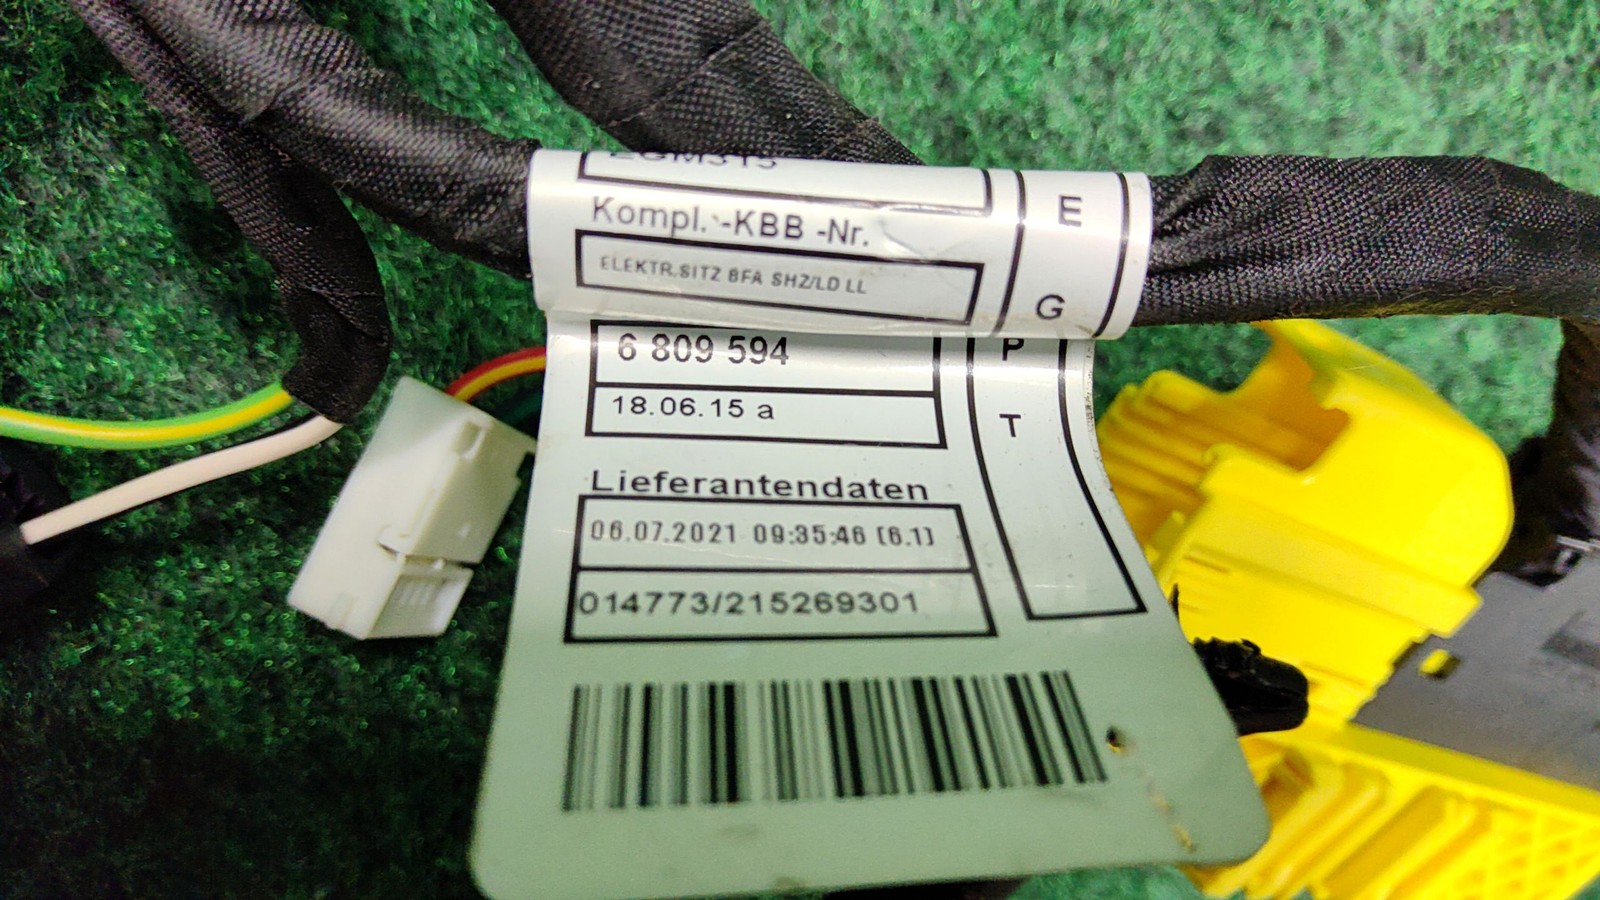 EGM315
Kompl. -KBB -Nr.
ELEKTR.SITZ BFA SHZ/LD LL
6 809 594
18.06.15 a
Lieferantendaten
06.07.2021 09:35:46 [6.1]
014773/215269301
E
G
P
T